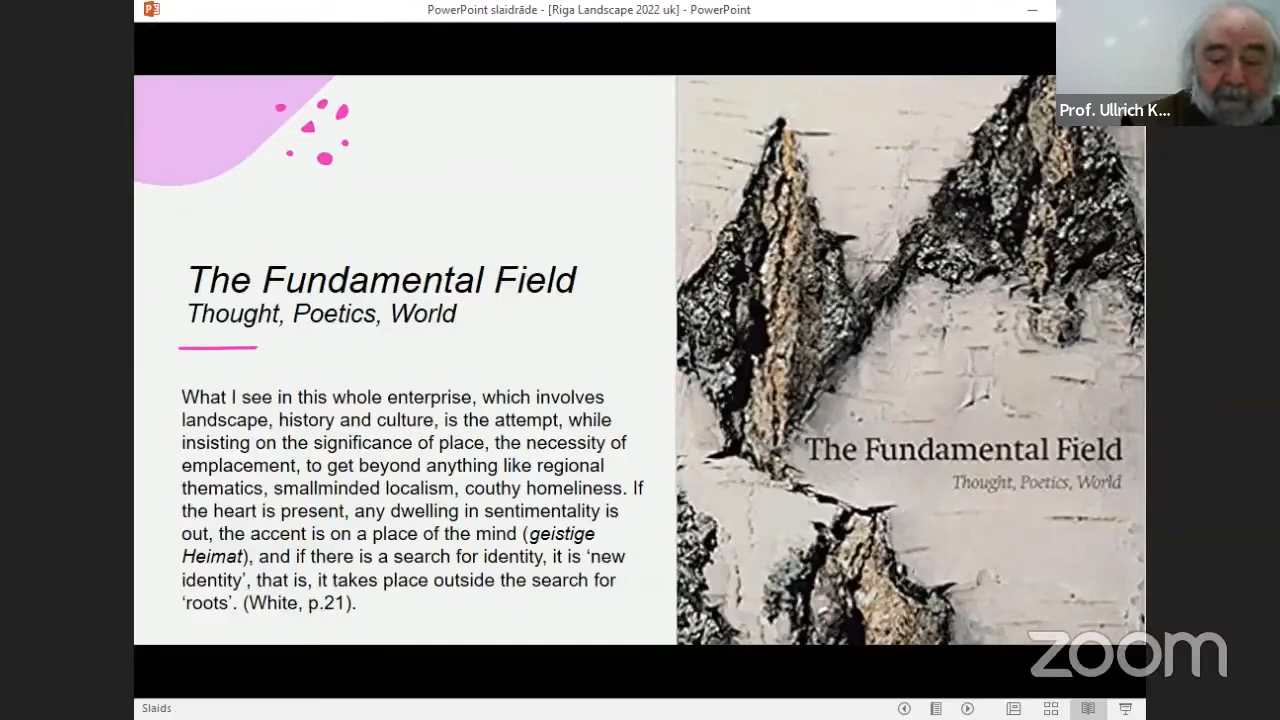 PowerPoint slaidrāde - [Riga Landscape 2022 uk] - PowerPoint
Prof. Ullrich K...
The Fundamental Field
Thought, Poetics, World
What I see in this whole enterprise, which involves
landscape, history and culture, is the attempt, while
insisting on the significance of place, the necessity of
emplacement, to get beyond anything like regional
thematics, smallminded localism, couthy homeliness. If
the heart is present, any dwelling in sentimentality is
out, the accent is on a place of the mind (geistige
Heimat), and if there is a search for identity, it is ‘new
identity’, that is, it takes place outside the search for
‘roots’. (White, p.21).
The Fundamental Field
Thought, Poetics, World
zoom
Slaids